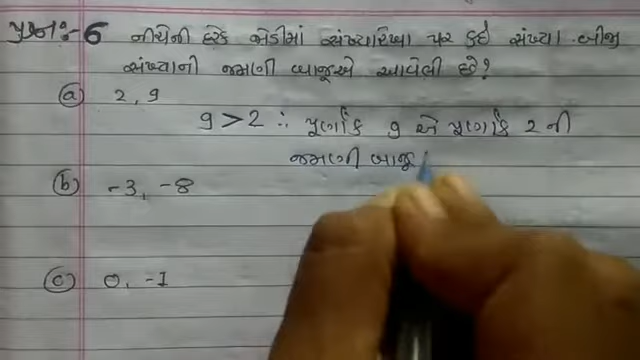 પ્રશ્નઃ-6 નીચેની દરેક જોડીમાં સંખ્યારેખા પર કઈ સંખ્યા બીજી
સંખ્યાની જમણી બાજુએ આવેલી છે?
ⓐ 2, 9
9 > 2 ∴ પૂર્ણાંક 9 એ પૂર્ણાંક 2 ની
જમણી બાજુ
ⓑ -3, -8
ⓒ 0, -1